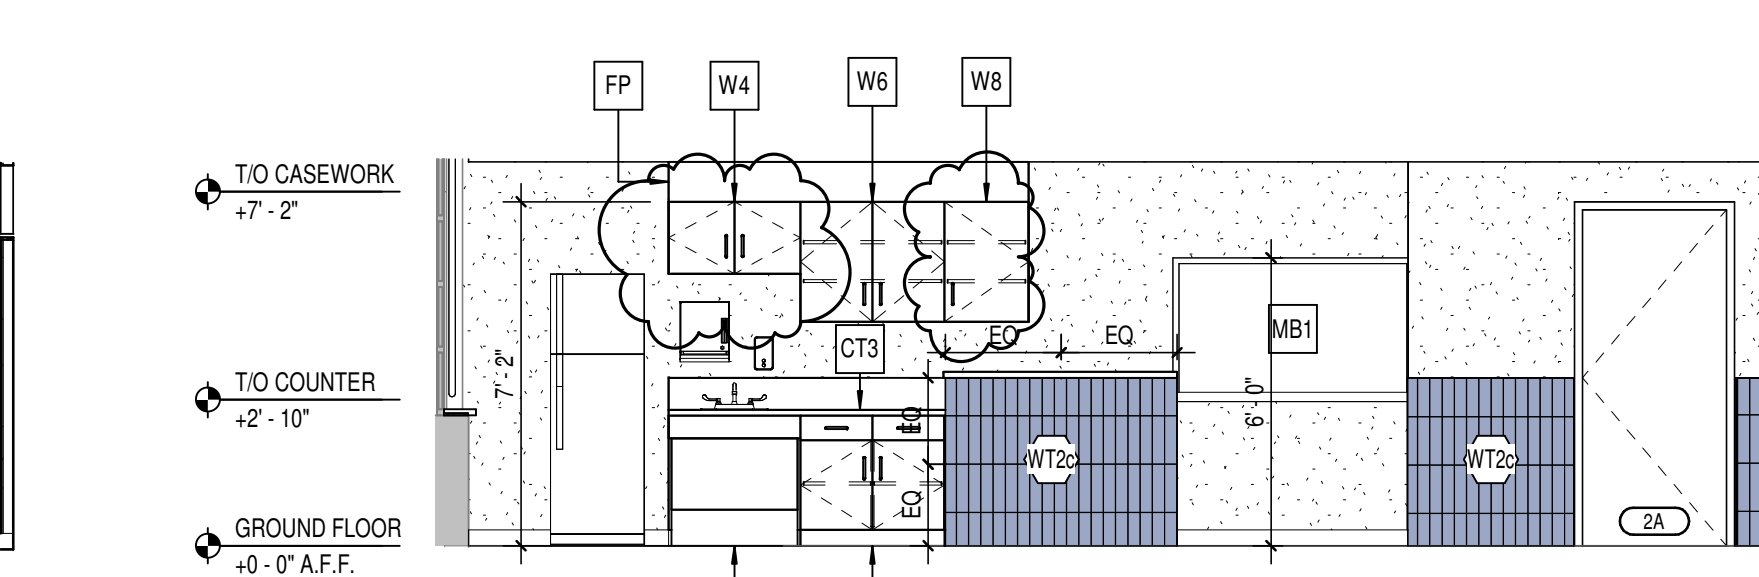 FP
W4
W6
W8
T/O CASEWORK
+7' - 2"
T/O COUNTER
+2' - 10"
GROUND FLOOR
+0 - 0" A.F.F.
7' - 2"
CT3
EQ
EQ
EQ
EQ
MB1
6' - 0"
WT2c
WT2c
2A